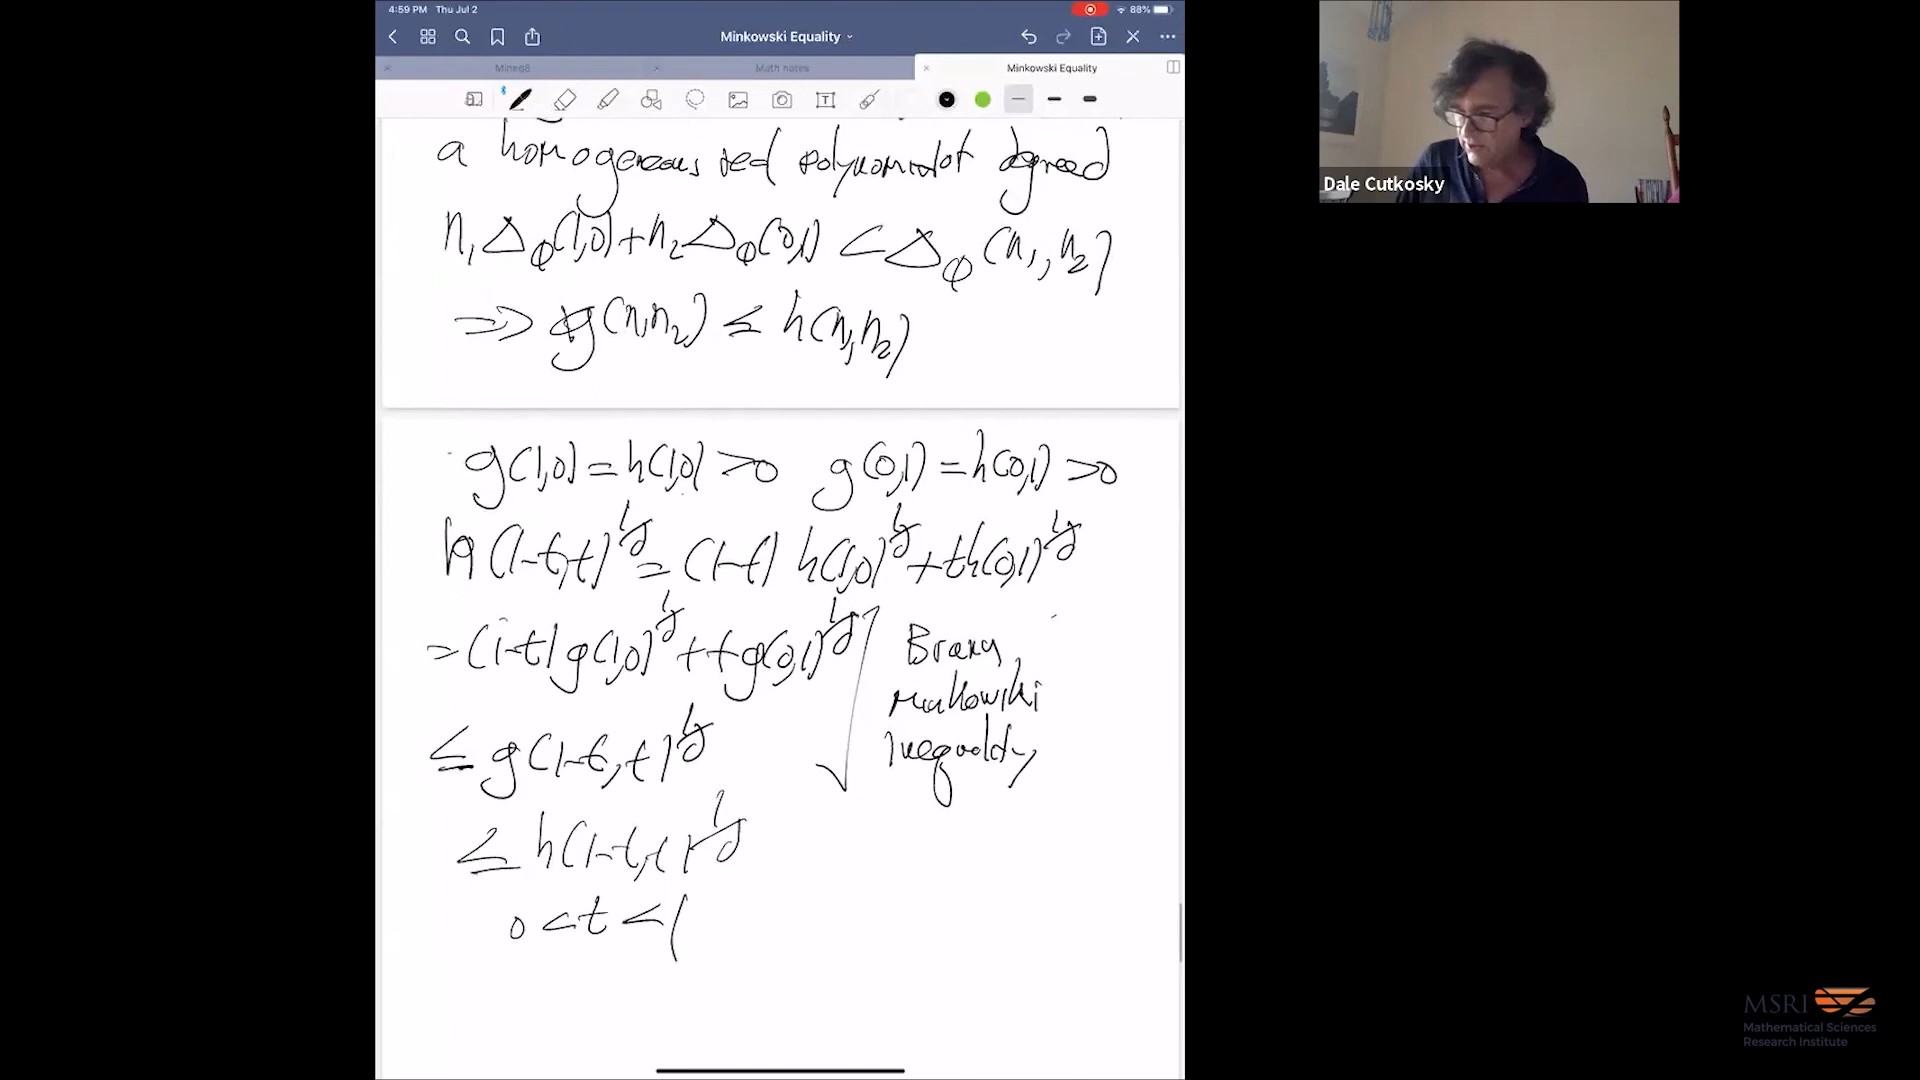 4:59 PM Thu Jul 2
88%
Minkowski Equality
Mines8
Math notes
Minkowski Equality
a homogeneous real polynomial of degree d
n₁Δ_Φ(1,0)+n₂Δ_Φ(0,1) ⊂ Δ_Φ(n₁,n₂)
⇒ g(n₁,n₂) ≤ h(n₁,n₂)
g(1,0) = h(1,0) > 0 g(0,1) = h(0,1) > 0
h(1-t,t)^{1/d} = (1-t) h(1,0)^{1/d} + t h(0,1)^{1/d}
= (1-t) g(1,0)^{1/d} + t g(0,1)^{1/d}
Brunn
Minkowski
Inequality
≤ g(1-t,t)^{1/d}
≤ h(1-t,t)^{1/d}
0 < t < 1
Dale Cutkosky
MSRI
Mathematical Sciences
Research Institute